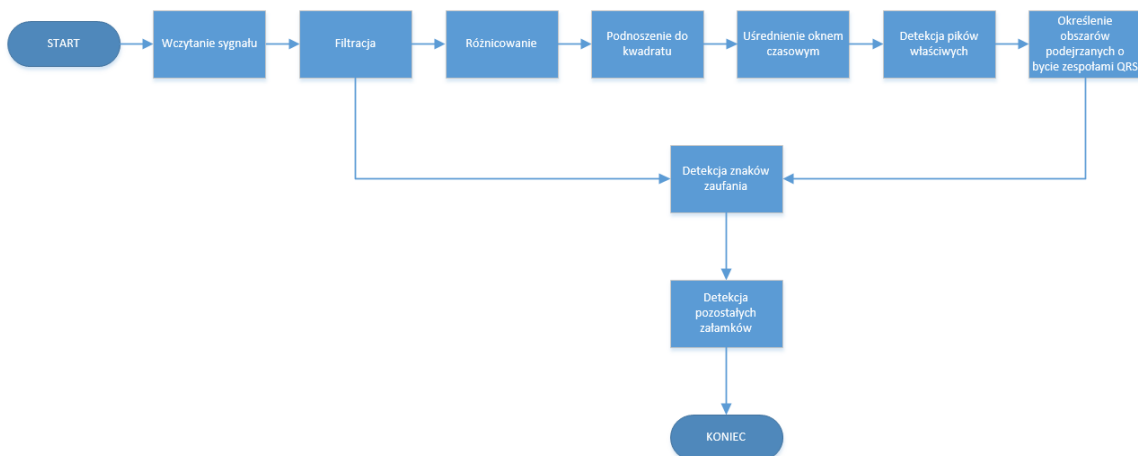 START
Wczytanie sygnału
Filtracja
Różnicowanie
Podnoszenie do
kwadratu
Uśrednienie oknem
czasowym
Detekcja pików
właściwych
Określenie
obszarów
podejrzanych o
bycie zespołami QRS
Detekcja znaków
zaufania
Detekcja
pozostałych
załamków
KONIEC